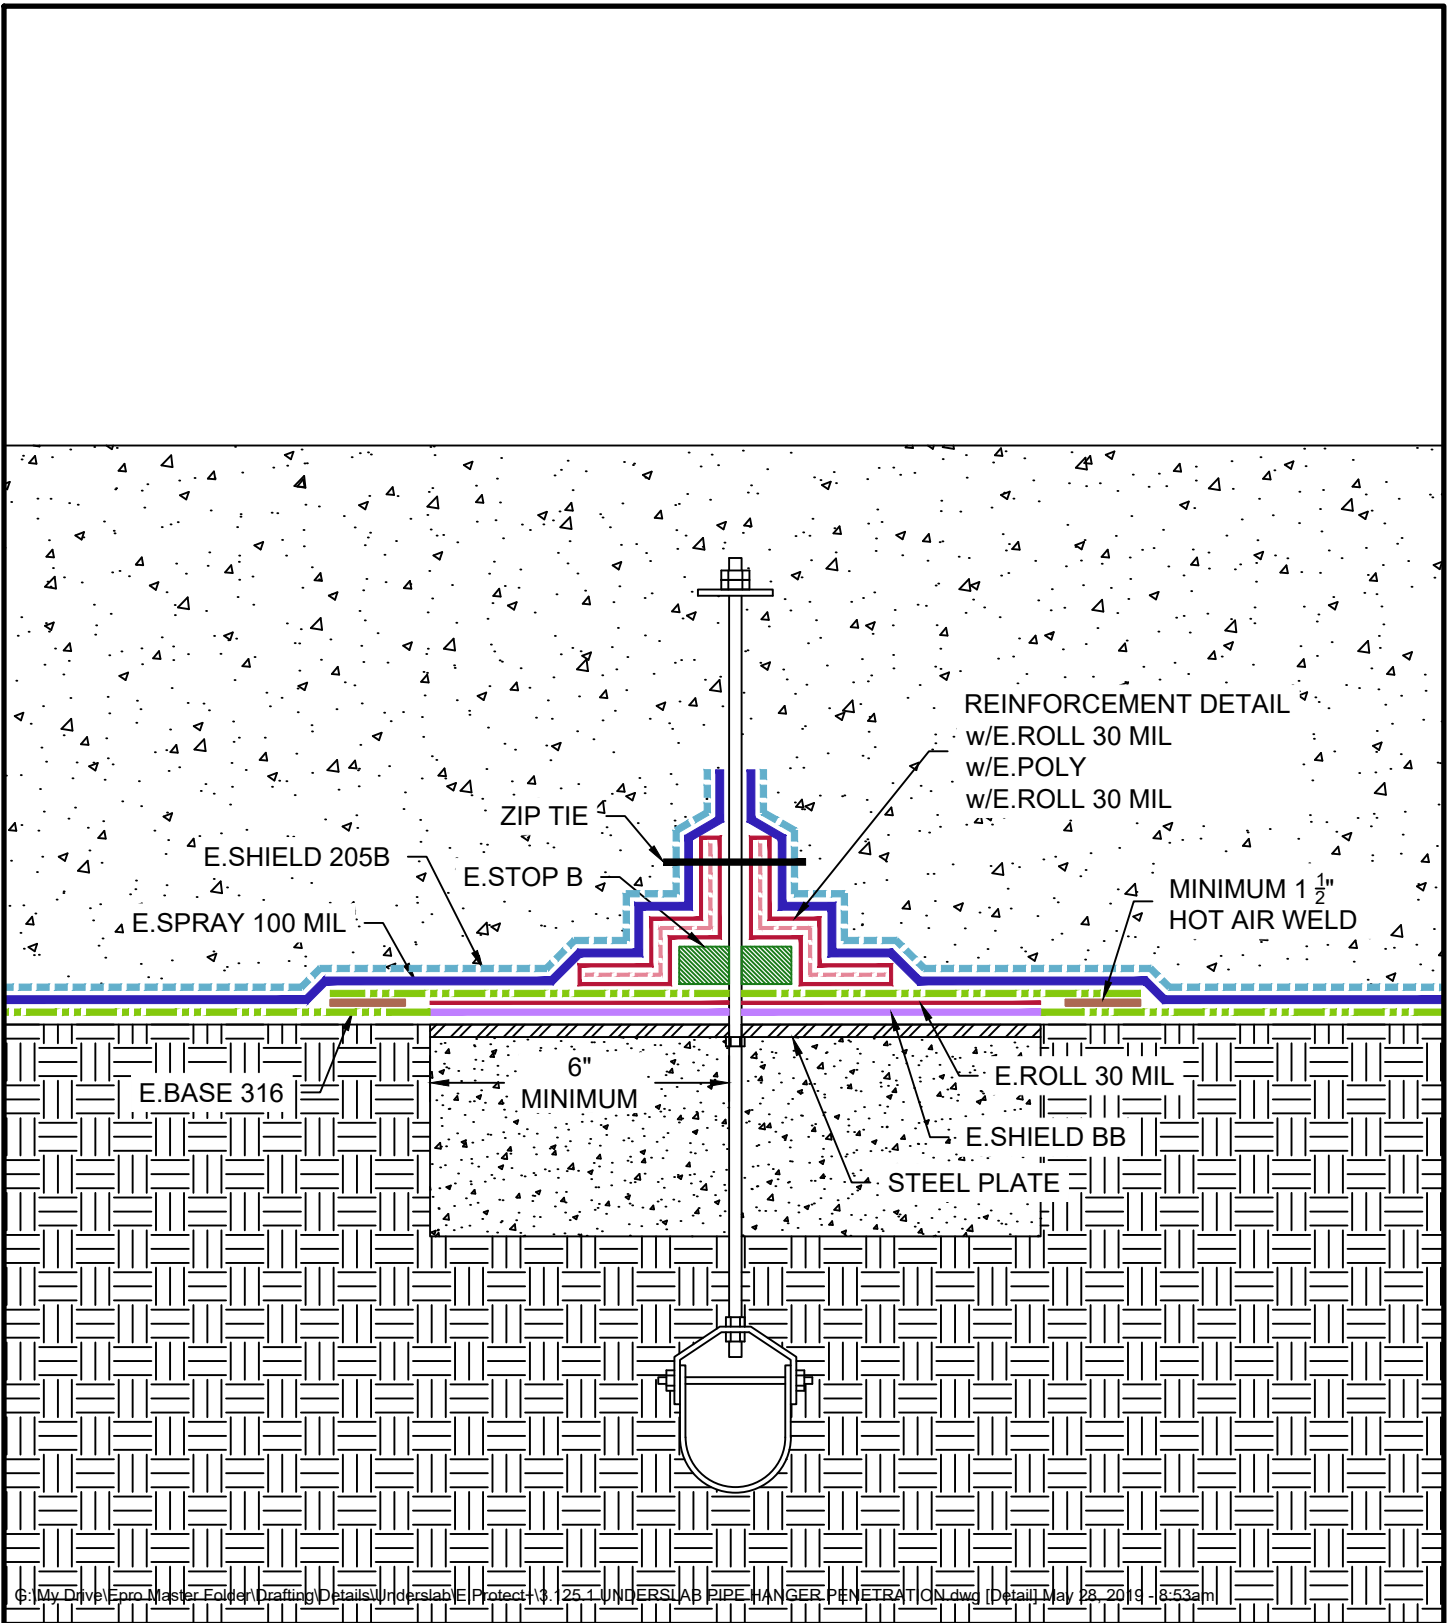 REINFORCEMENT DETAIL
w/E.ROLL 30 MIL
w/E.POLY
w/E.ROLL 30 MIL
ZIP TIE
E.SHIELD 205B
E.STOP B
MINIMUM 1 1/2"
HOT AIR WELD
E.SPRAY 100 MIL
6"
MINIMUM
E.BASE 316
E.ROLL 30 MIL
E.SHIELD BB
STEEL PLATE
G:\My Drive\Epro Master Folder\Drafting\Details\Underslab\E.Protect+\3.125.1 UNDERSLAB PIPE HANGER PENETRATION.dwg [Detail] May 28, 2019 - 8:53am